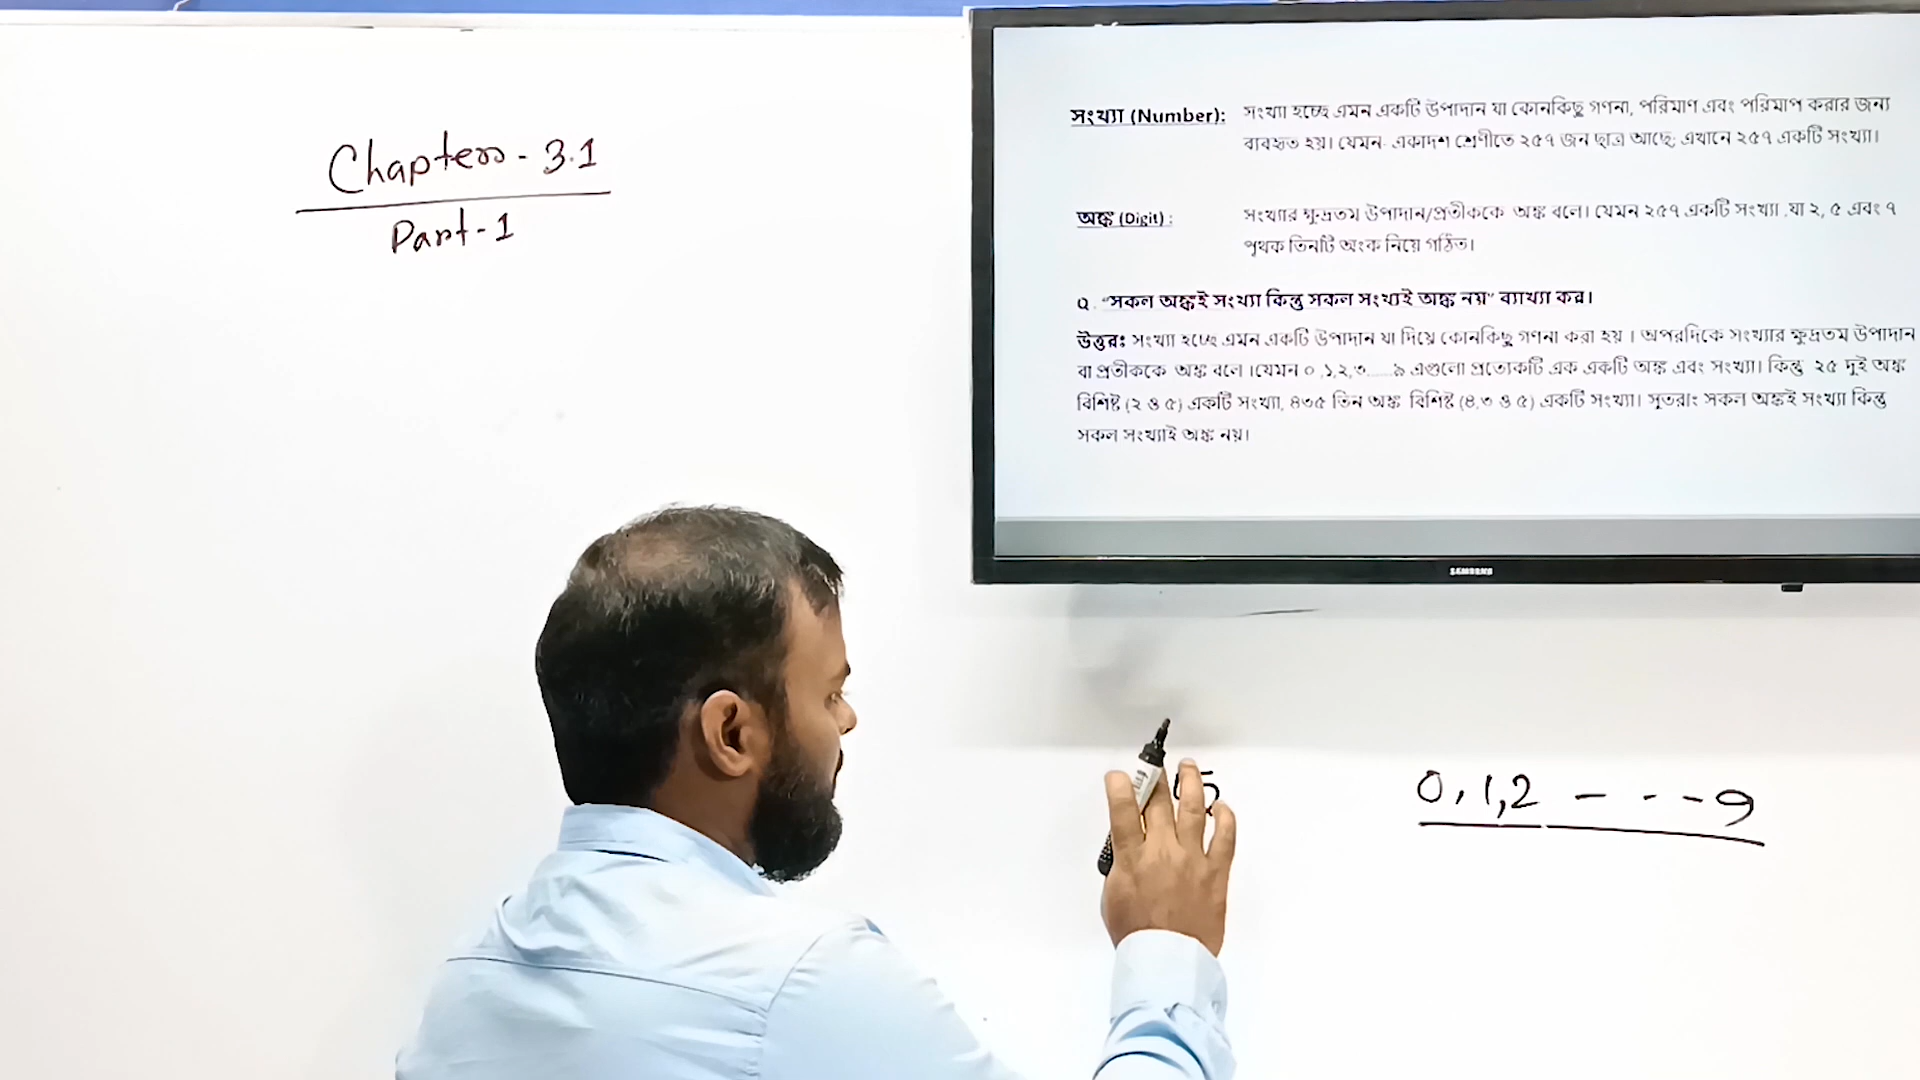 Chapter - 3.1
Part - 1
সংখ্যা (Number): সংখ্যা হচ্ছে এমন একটি উপাদান যা কোনকিছু গণনা, পরিমাণ এবং পরিমাপ করার জন্য
ব্যবহৃত হয়। যেমন- একাদশ শ্রেণীতে ২৫৭ জন ছাত্র আছে; এখানে ২৫৭ একটি সংখ্যা।
অঙ্ক (Digit) : সংখ্যার ক্ষুদ্রতম উপাদান/প্রতীককে অঙ্ক বলে। যেমন ২৫৭ একটি সংখ্যা ,যা ২, ৫ এবং ৭
পৃথক তিনটি অংক নিয়ে গঠিত।
Q . "সকল অঙ্কই সংখ্যা কিন্তু সকল সংখ্যই অঙ্ক নয়" ব্যাখ্যা কর।
উত্তরঃ সংখ্যা হচ্ছে এমন একটি উপাদান যা দিয়ে কোনকিছু গণনা করা হয় । অপরদিকে সংখ্যার ক্ষুদ্রতম উপাদান
বা প্রতীককে অঙ্ক বলে ।যেমন ০ ,১,২,৩......৯ এগুলো প্রত্যেকটি এক একটি অঙ্ক এবং সংখ্যা। কিন্তু ২৫ দুই অঙ্ক
বিশিষ্ট (২ ও ৫) একটি সংখ্যা, ৪৩৫ তিন অঙ্ক বিশিষ্ট (৪,৩ ও ৫) একটি সংখ্যা। সুতরাং সকল অঙ্কই সংখ্যা কিন্তু
সকল সংখ্যাই অঙ্ক নয়।
SAMSUNG
0, 1, 2 - - - 9